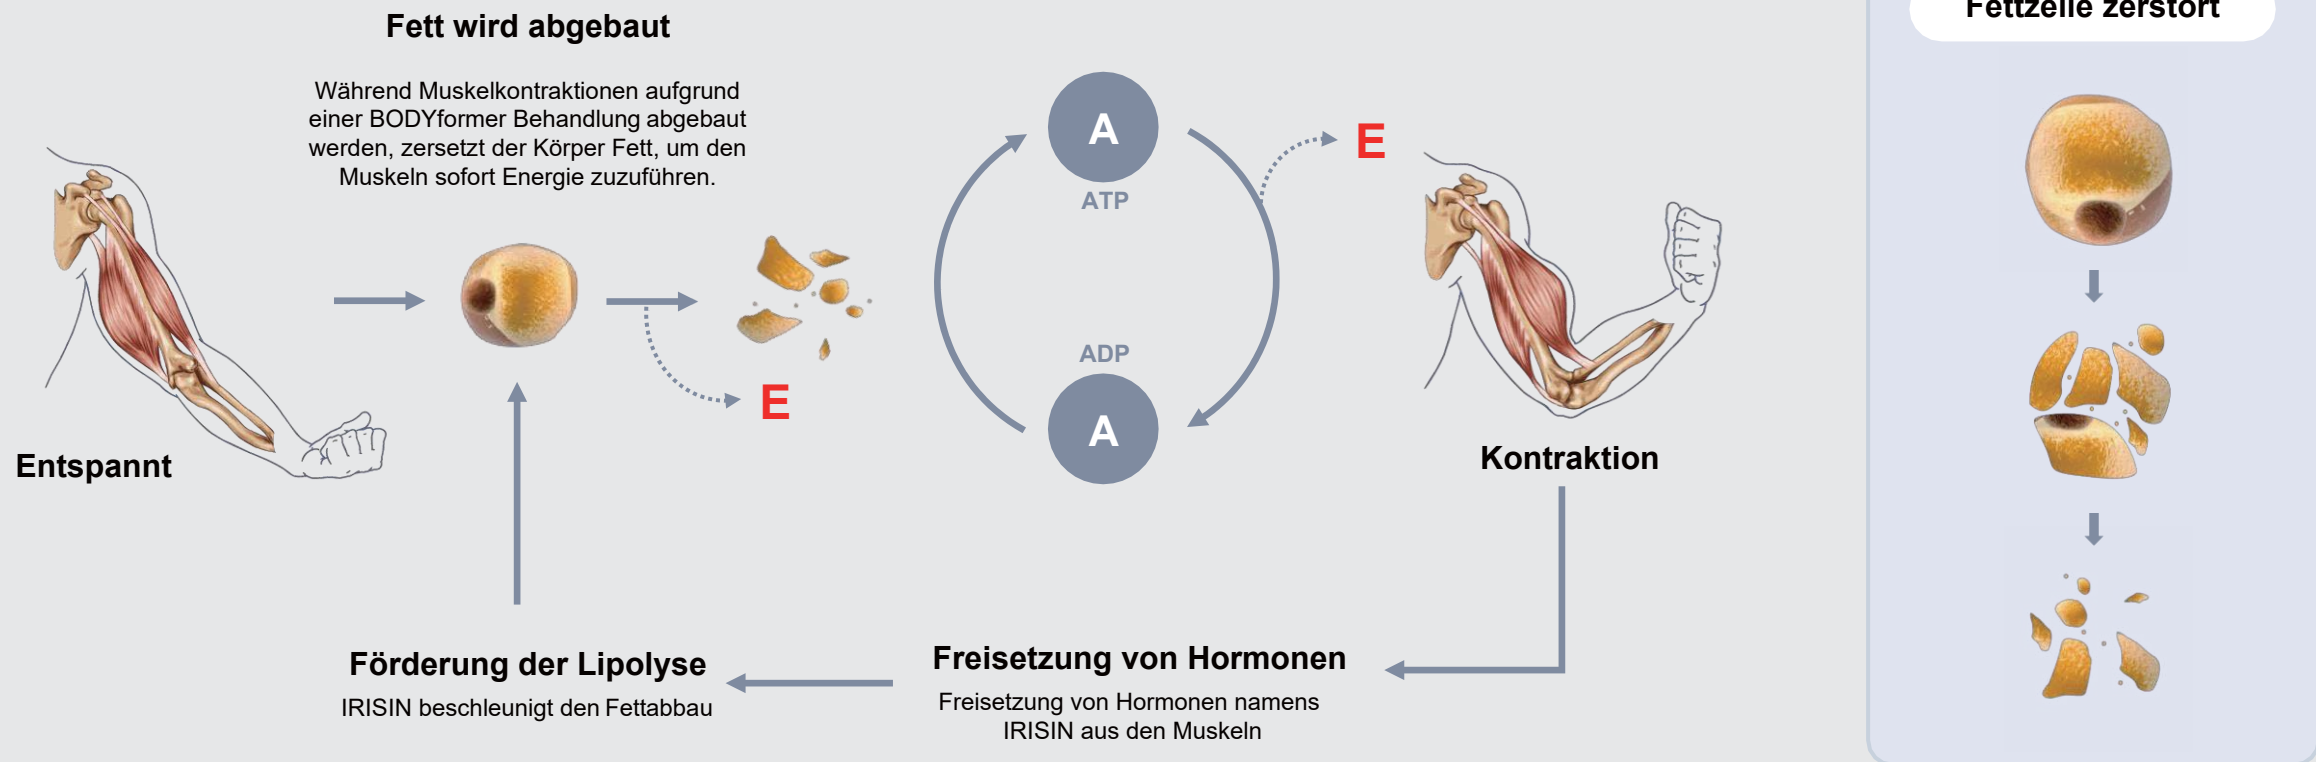 Fett wird abgebaut
Während Muskelkontraktionen aufgrund
einer BODYformer Behandlung abgebaut
werden, zersetzt der Körper Fett, um den
Muskeln sofort Energie zuzuführen.
Entspannt
E
A
ATP
ADP
A
E
Kontraktion
Freisetzung von Hormonen
Freisetzung von Hormonen namens
IRISIN aus den Muskeln
Förderung der Lipolyse
IRISIN beschleunigt den Fettabbau
Fettzelle zerstört